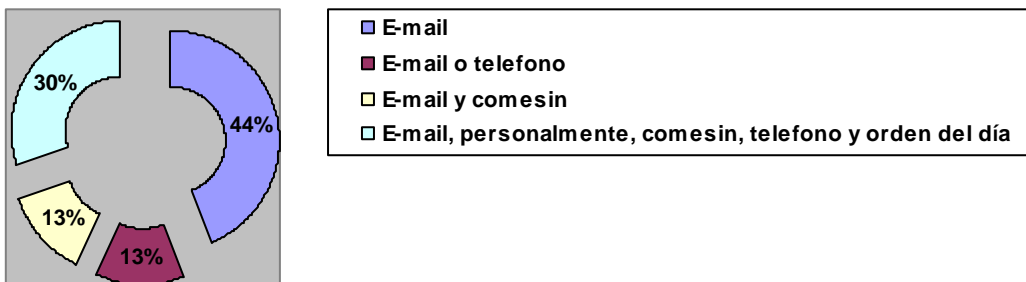 30%
44%
13%
13%
E-mail
E-mail o telefono
E-mail y comesin
E-mail, personalmente, comesin, telefono y orden del día